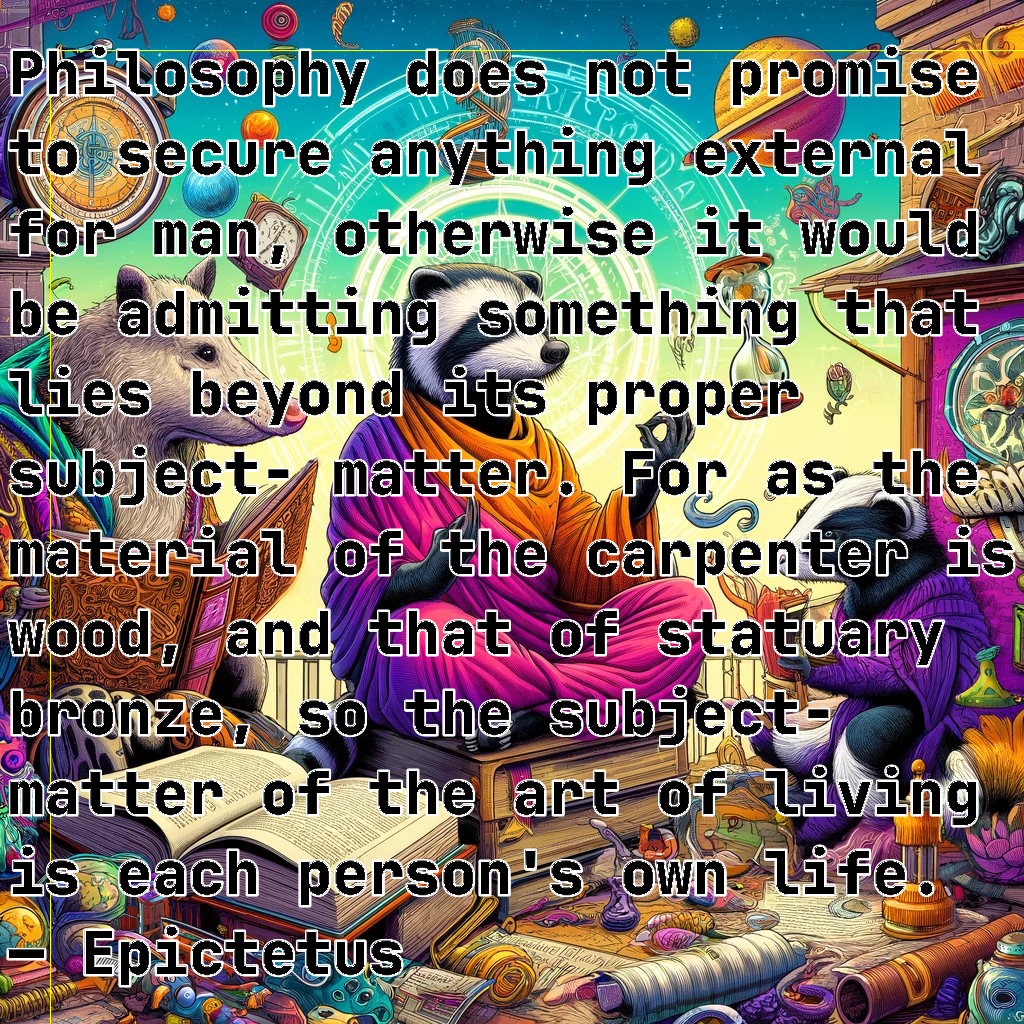 Philosophy does not promise
to secure anything external
for man, otherwise it would
be admitting something that
lies beyond its proper
subject- matter. For as the
material of the carpenter is
wood, and that of statuary
bronze, so the subject-
matter of the art of living
is each person's own life.
— Epictetus